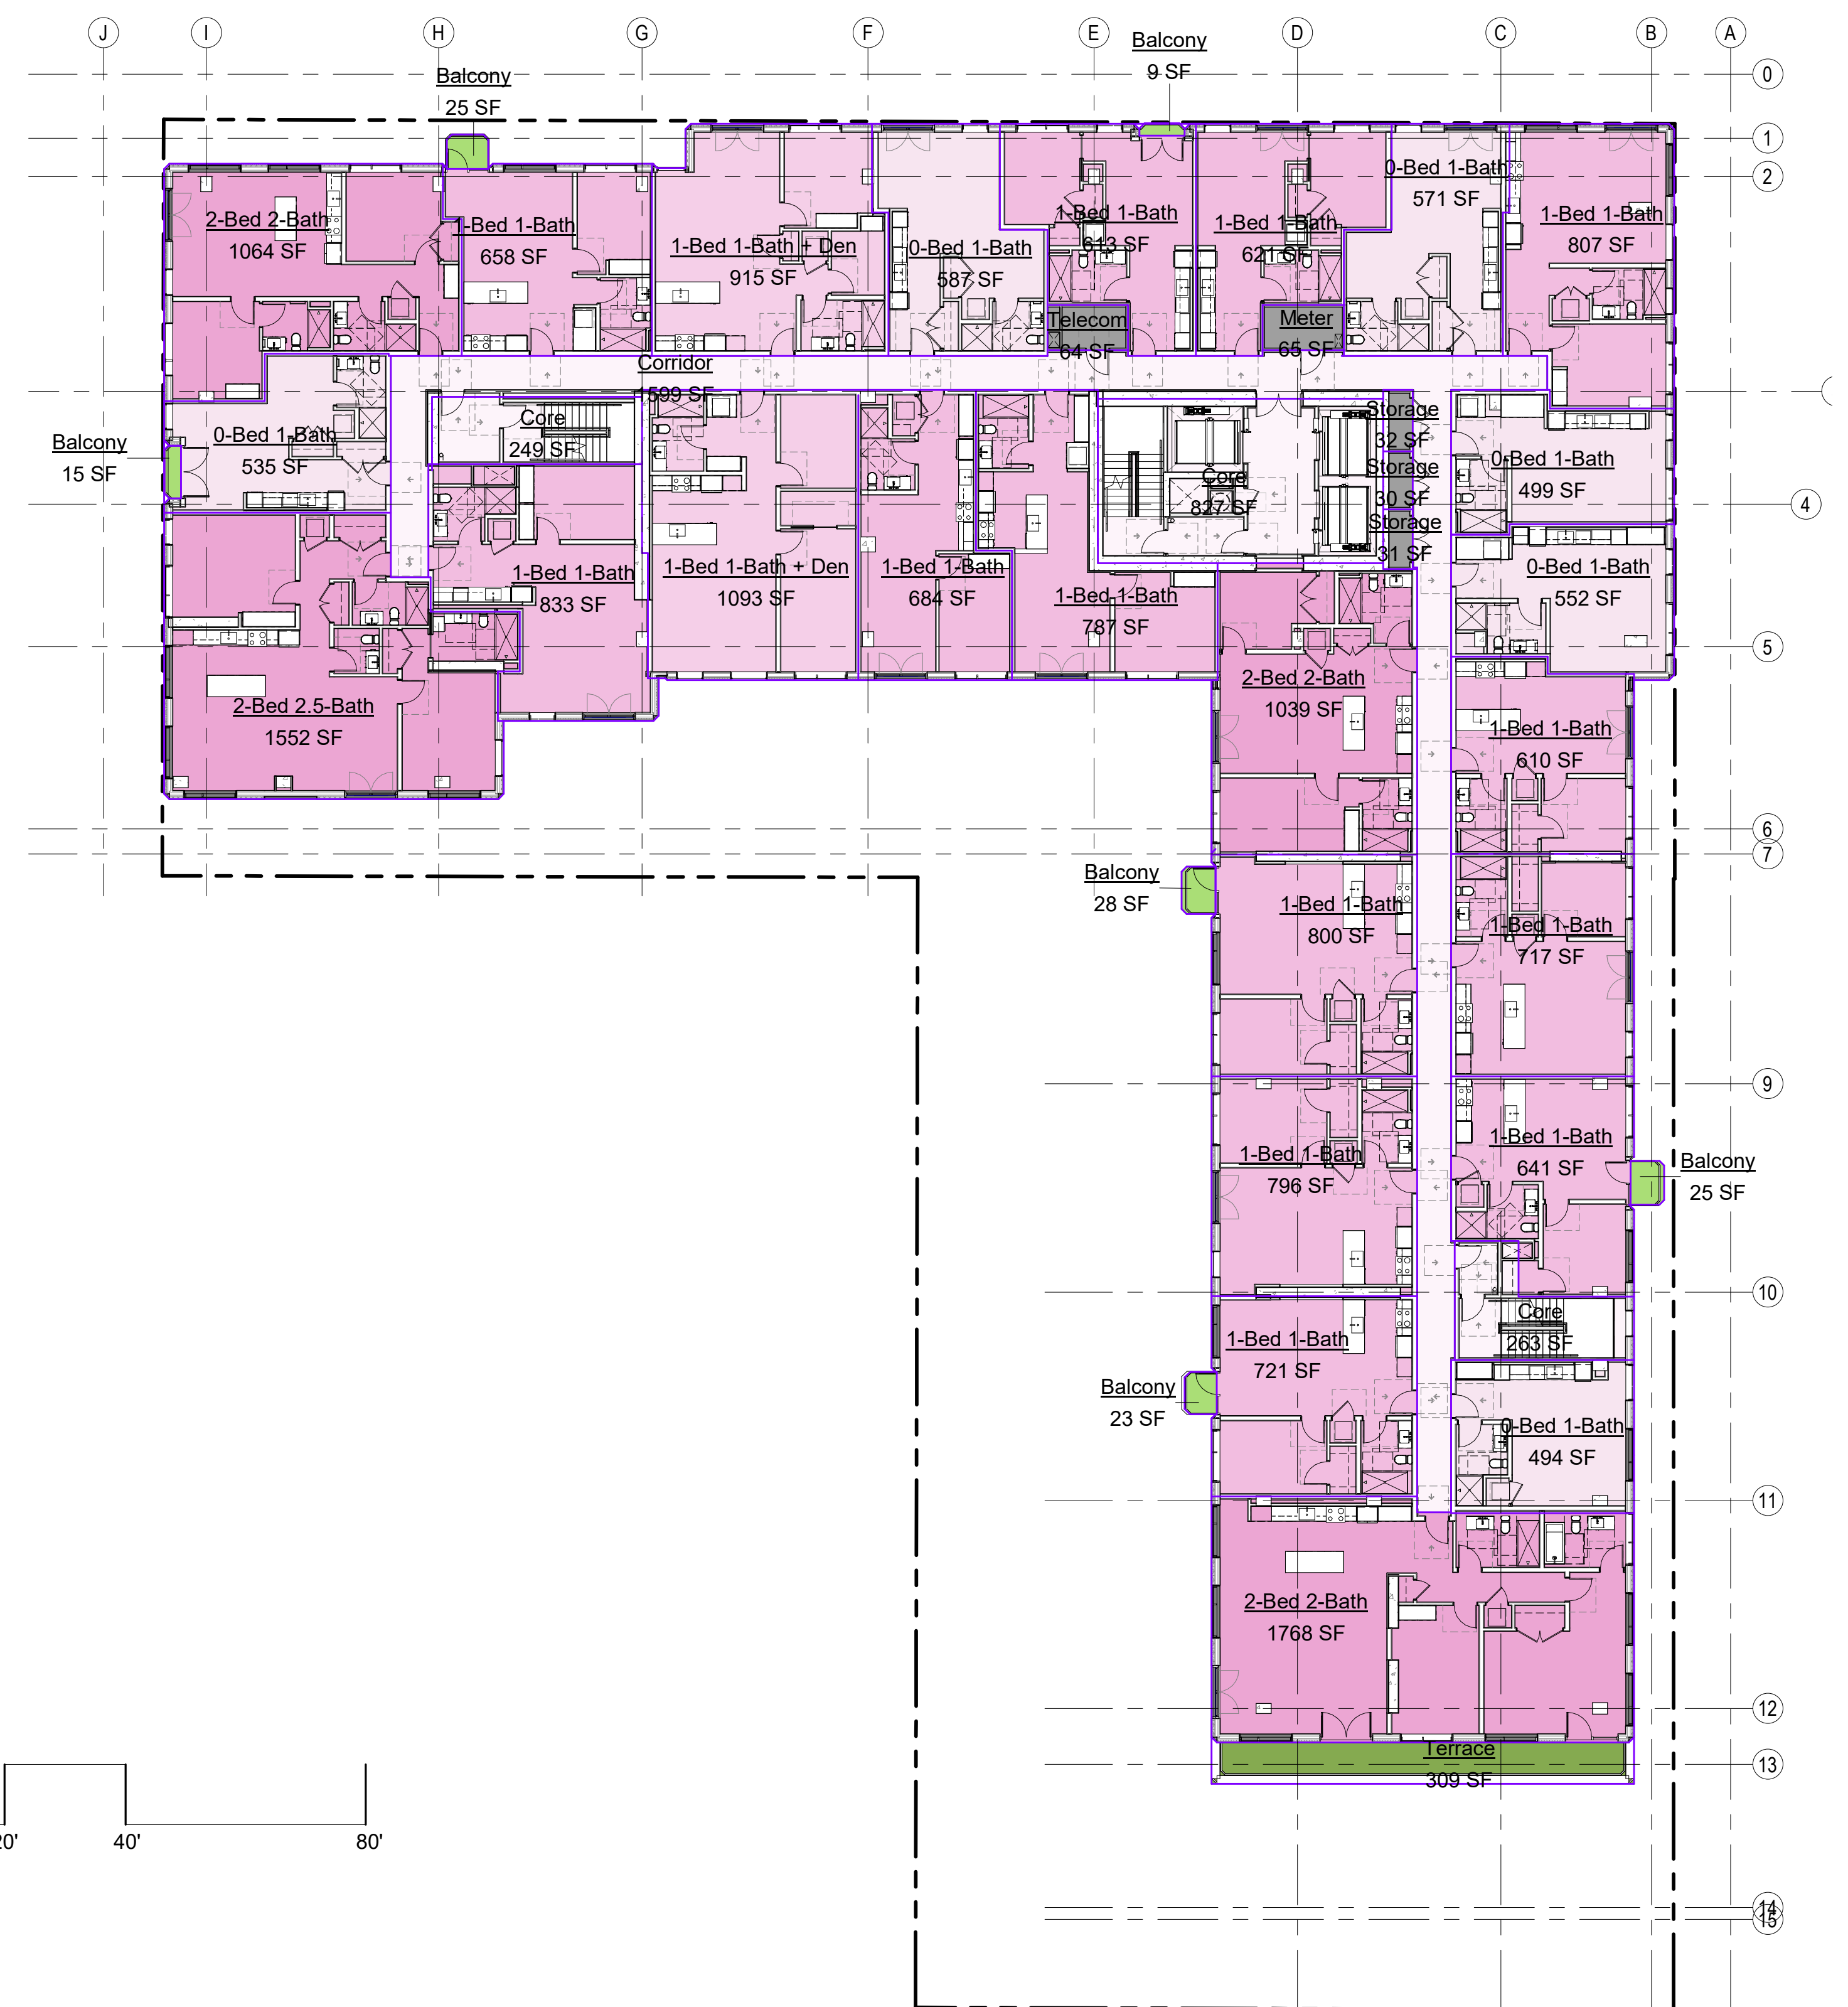 J
I
H
G
F
E
D
C
B
A
Balcony
9 SF
0
Balcony
25 SF
1
2
2-Bed 2-Bath
1064 SF
1-Bed 1-Bath
658 SF
1-Bed 1-Bath + Den
915 SF
0-Bed 1-Bath
587 SF
1-Bed 1-Bath
613 SF
1-Bed 1-Bath
621 SF
0-Bed 1-Bath
571 SF
1-Bed 1-Bath
807 SF
Telecom
64 SF
Meter
65 SF
Corridor
1599 SF
Balcony
15 SF
0-Bed 1-Bath
535 SF
Core
249 SF
Core
827 SF
Storage
32 SF
Storage
30 SF
Storage
31 SF
0-Bed 1-Bath
499 SF
4
1-Bed 1-Bath
833 SF
1-Bed 1-Bath + Den
1093 SF
1-Bed 1-Bath
684 SF
1-Bed 1-Bath
787 SF
0-Bed 1-Bath
552 SF
5
2-Bed 2.5-Bath
1552 SF
2-Bed 2-Bath
1039 SF
1-Bed 1-Bath
610 SF
6
7
Balcony
28 SF
1-Bed 1-Bath
800 SF
1-Bed 1-Bath
717 SF
9
1-Bed 1-Bath
796 SF
1-Bed 1-Bath
641 SF
Balcony
25 SF
10
1-Bed 1-Bath
721 SF
Core
263 SF
Balcony
23 SF
0-Bed 1-Bath
494 SF
11
2-Bed 2-Bath
1768 SF
12
Terrace
309 SF
13
20'
40'
80'
14
15